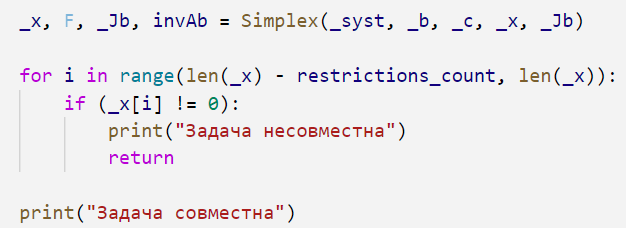 _x, F, _Jb, invAb = Simplex(_syst, _b, _c, _x, _Jb)
for i in range(len(_x) - restrictions_count, len(_x)):
if (_x[i] != 0):
print("Задача несовместна")
return
print("Задача совместна")